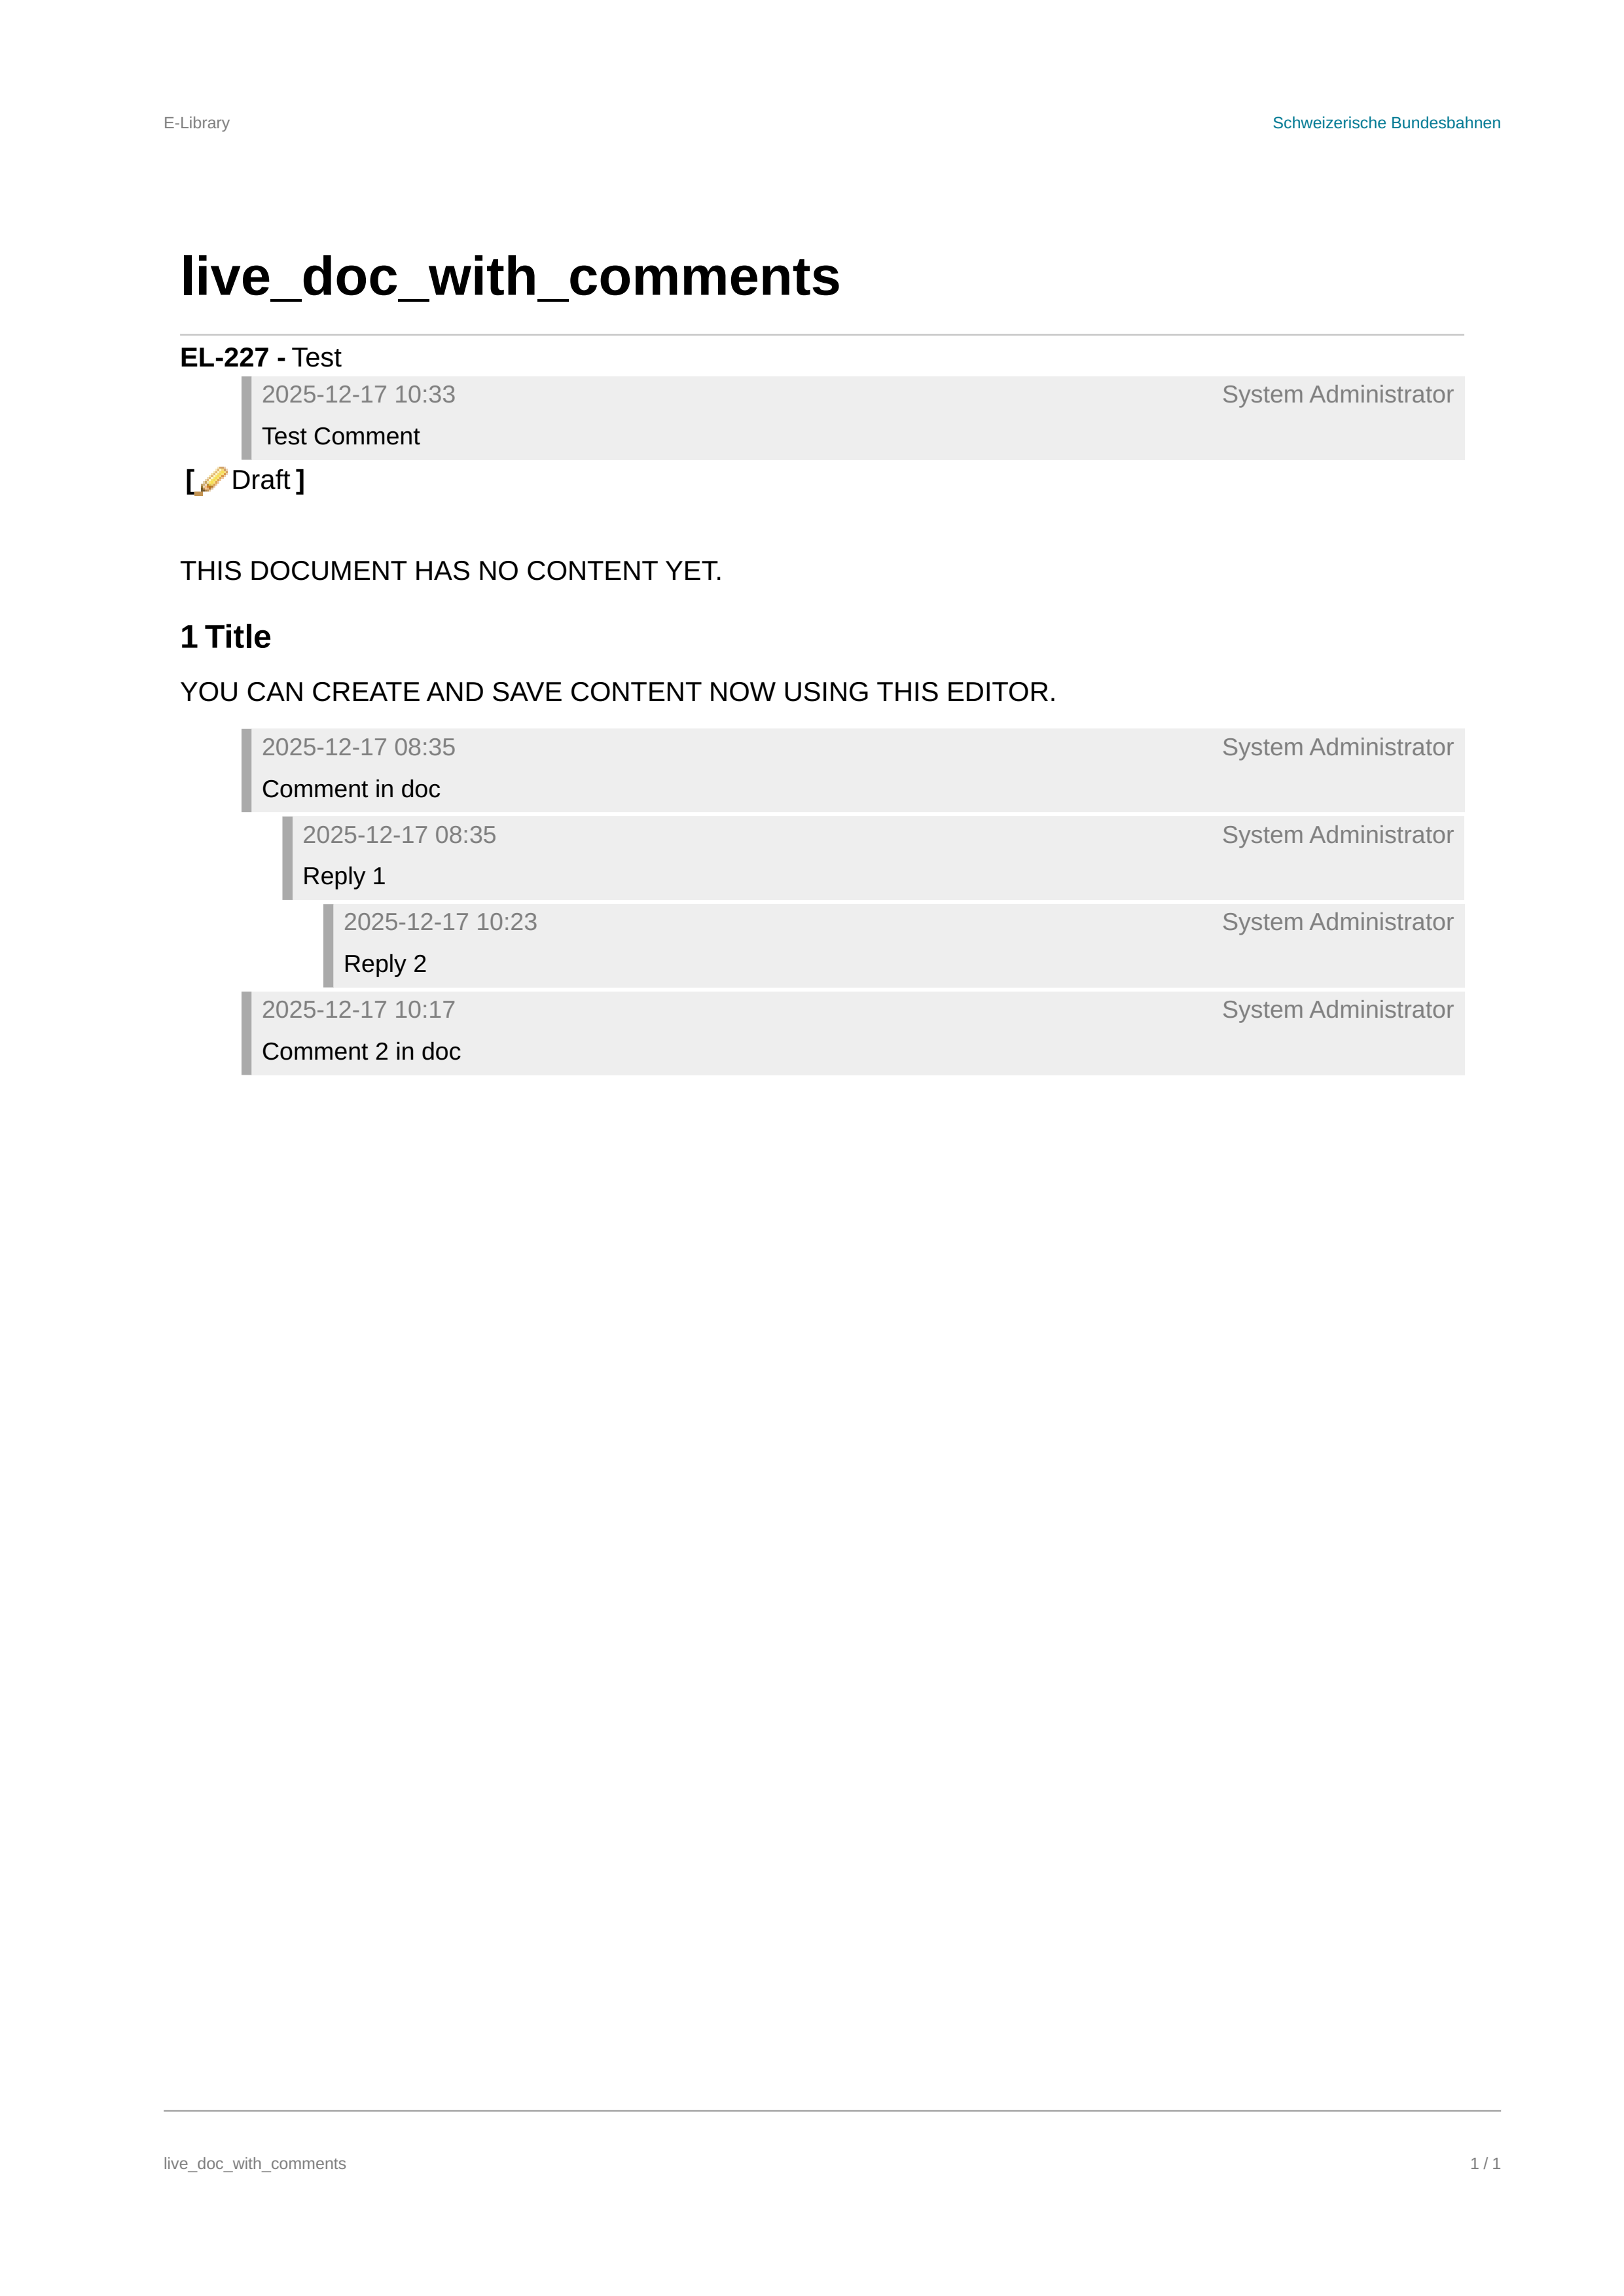 E-Library Schweizerische Bundesbahnen
live_doc_with_comments
EL-227 - Test
2025-12-17 10:33 System Administrator
Test Comment
[ Draft ]
THIS DOCUMENT HAS NO CONTENT YET.
1 Title
YOU CAN CREATE AND SAVE CONTENT NOW USING THIS EDITOR.
2025-12-17 08:35 System Administrator
Comment in doc
2025-12-17 08:35 System Administrator
Reply 1
2025-12-17 10:23 System Administrator
Reply 2
2025-12-17 10:17 System Administrator
Comment 2 in doc
live_doc_with_comments 1 / 1